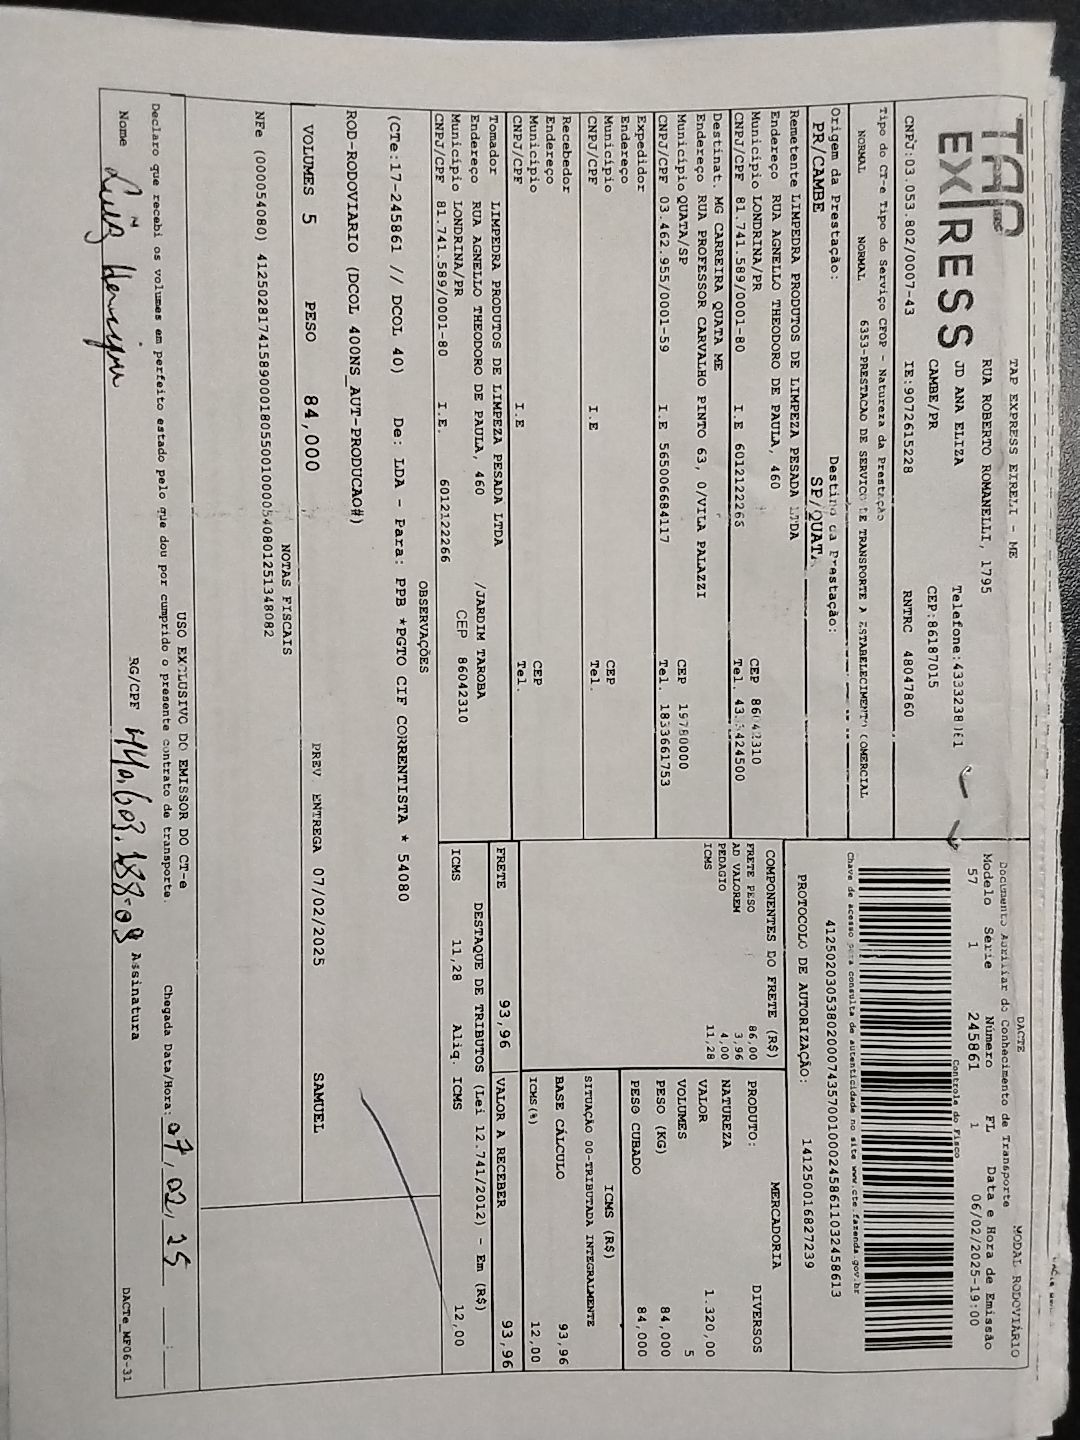 TAP EXPRESS
TAP EXPRESS EIRELI - ME
RUA ROBERTO ROMANELLI, 1795
JD ANA ELIZA
CAMBE/PR
CEP:86187015
CNPJ:03.053.802/0007-43 IE:9072615228 RNTRC 48047860
Tipo do CT-e Tipo do Serviço CFOP - Natureza da Prestação
NORMAL NORMAL 6353-PRESTACAO DE SERVICO DE TRANSPORTE A ESTABELECIMENTO COMERCIAL
Origem da Prestação: Destino da Prestação:
PR/CAMBE SP/QUATA
DACTE MODAL RODOVIÁRIO
Documento Auxiliar do Conhecimento de Transporte
Modelo Série Número FL Data e Hora de Emissão
57 1 245861 1 06/02/2025-19:00
Controle do Fisco
Chave de acesso para consulta de autenticidade no site www.cte.fazenda.gov.br
PROTOCOLO DE AUTORIZAÇÃO: 141250016827239
Remetente LIMPEDRA PRODUTOS DE LIMPEZA PESADA LTDA
Endereço RUA AGNELLO THEODORO DE PAULA, 460
Município LONDRINA/PR CEP 86042310
CNPJ/CPF 81.741.589/0001-80 I.E 6012122266
Destinat. MG CARREIRA QUATA ME
Endereço RUA PROFESSOR CARVALHO PINTO 63, 0/VILA PALAZZI
Município QUATA/SP CEP 19780000
CNPJ/CPF 03.462.955/0001-59 I.E 565006684117 Tel. 1833661753
Expedidor
Endereço
Município CEP
CNPJ/CPF I.E Tel.
Recebedor
Endereço
Município CEP
CNPJ/CPF I.E Tel.
Tomador LIMPEDRA PRODUTOS DE LIMPEZA PESADA LTDA
Endereço RUA AGNELLO THEODORO DE PAULA, 460 /JARDIM TAROBA
Município LONDRINA/PR CEP 86042310
CNPJ/CPF 81.741.589/0001-80 I.E. 6012122266
COMPONENTES DO FRETE (R$)
FRETE PESO 86,00
AD VALOREM 3,96
PEDAGIO 4,00
ICMS 11,28
MERCADORIA
PRODUTO: DIVERSOS
NATUREZA
VALOR 1.320,00
VOLUMES 5
PESO (KG) 84,000
PESO CUBADO 84,000
ICMS (R$)
SITUAÇÃO 00-TRIBUTADA INTEGRALMENTE
BASE CÁLCULO 93,96
ICMS(%) 12,00
FRETE 93,96 VALOR A RECEBER 93,96
DESTAQUE DE TRIBUTOS (Lei 12.741/2012) - Em (R$)
ICMS 11,28 Aliq. ICMS 12,00
OBSERVAÇÕES
(CTe:17-245861 // DCOL 40) De: LDA - Para: PPB *PGTO CIF CORRENTISTA * 54080
ROD-RODOVIARIO (DCOL 400NS_AUT-PRODUCAO#)
VOLUMES 5 PESO 84,000 PREV ENTREGA 07/02/2025 SAMUEL
NOTAS FISCAIS
USO EXCLUSIVO DO EMISSOR DO CT-e
Declaro que recebi os volumes em perfeito estado pelo que dou por cumprido o presente contrato de transporte.
Chegada Data/Hora: 07/02/25 __:__
Nome Luiz Henrique RG/CPF Assinatura
DACTe_MF06-31